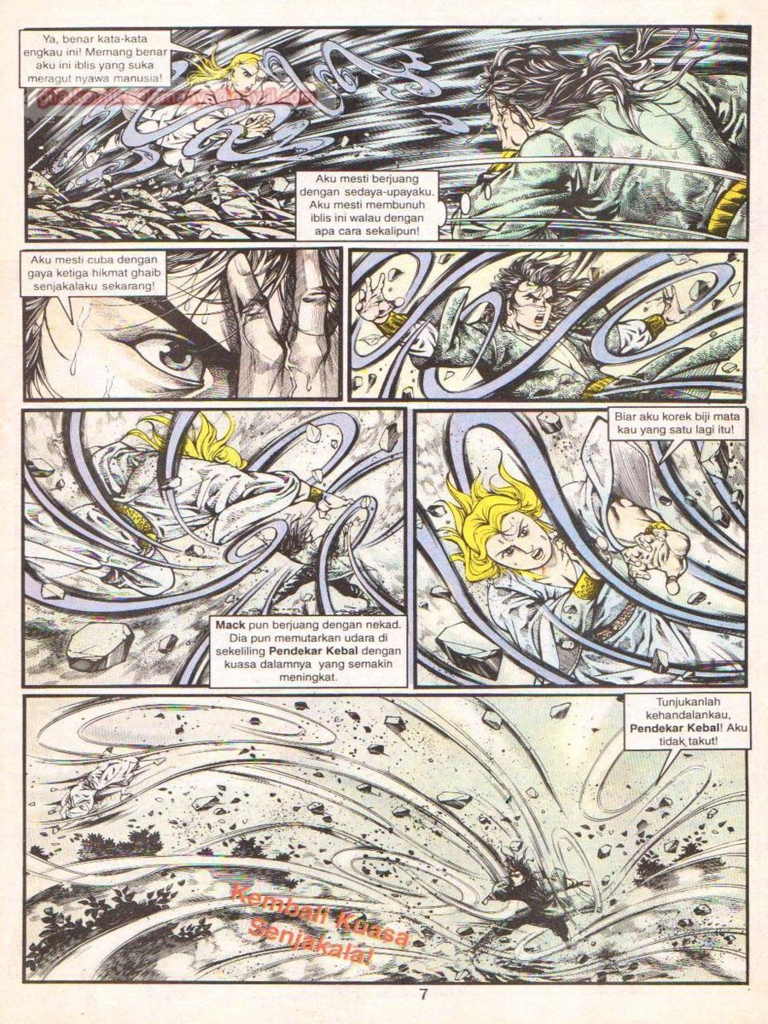 Ya, benar kata-kata
engkau ini! Memang benar
aku ini iblis yang suka
meragut nyawa manusia!
Aku mesti berjuang
dengan sedaya-upayaku.
Aku mesti membunuh
iblis ini walau dengan
apa cara sekalipun!
Aku mesti cuba dengan
gaya ketiga hikmat ghaib
senjakalaku sekarang!
Mack pun berjuang dengan nekad.
Dia pun memutarkan udara di
sekeliling Pendekar Kebal dengan
kuasa dalamnya yang semakin
meningkat.
Biar aku korek biji mata
kau yang satu lagi itu!
Tunjukanlah
kehandalankau,
Pendekar Kebal! Aku
tidak takut!
Kembali Kuasa
Senjakala!
7